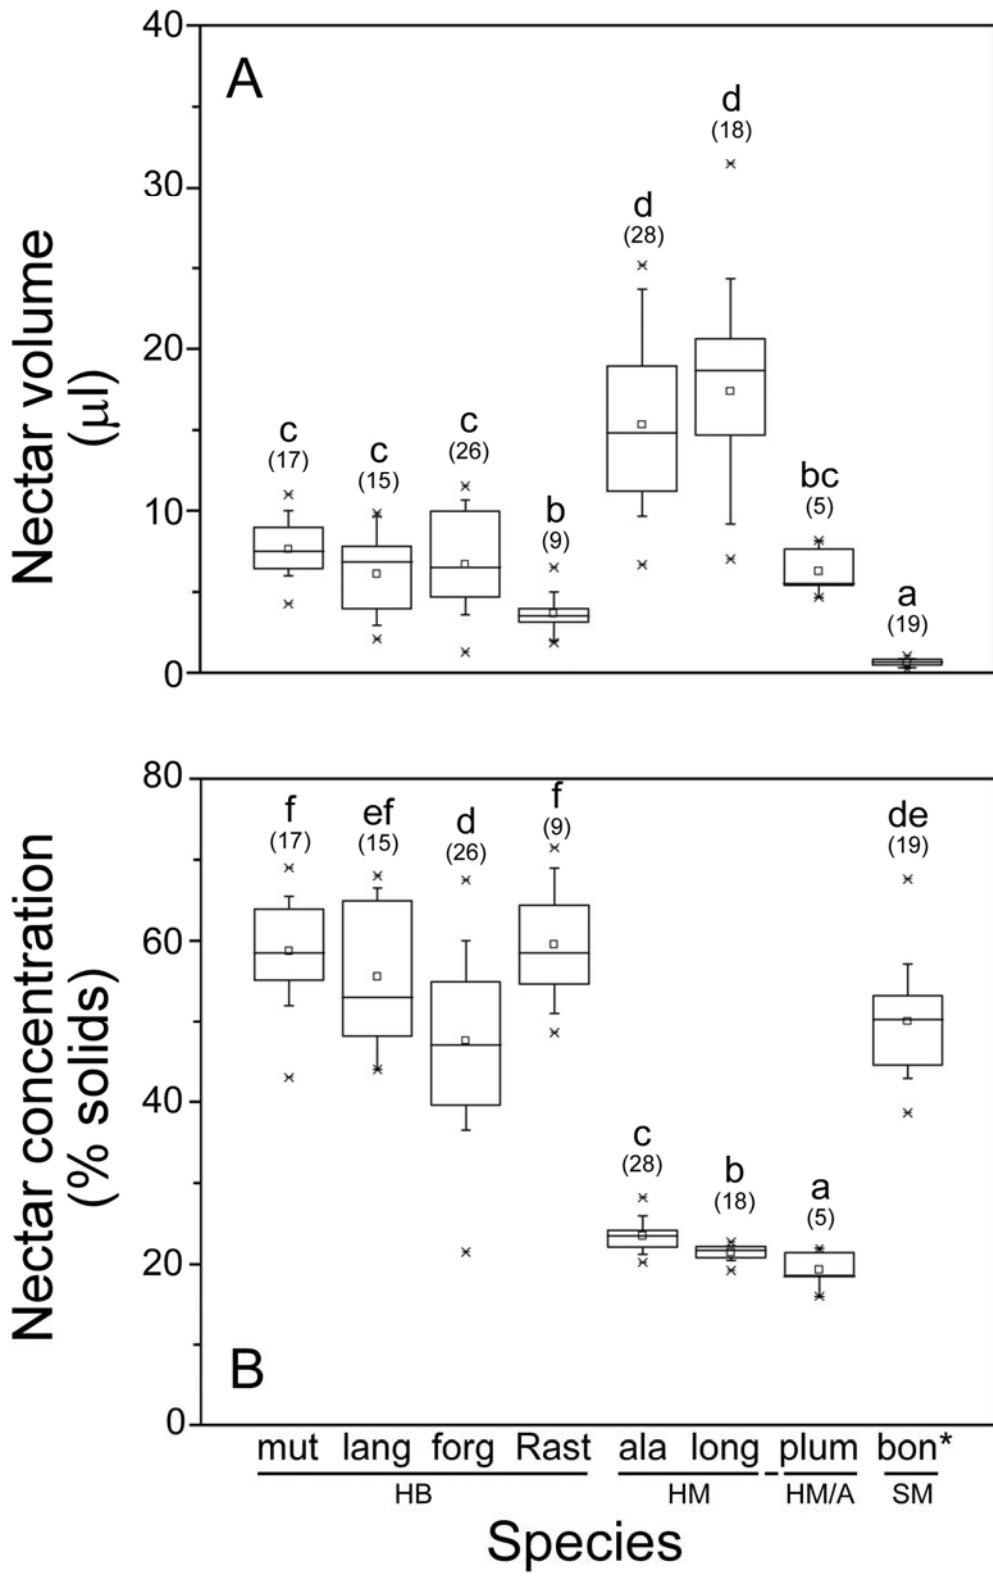 A
Nectar volume
(µl)
40
30
20
10
0
c
(17)
c
(15)
c
(26)
b
(9)
d
(28)
d
(18)
bc
(5)
a
(19)
B
Nectar concentration
(% solids)
80
60
40
20
0
f
(17)
ef
(15)
d
(26)
f
(9)
c
(28)
b
(18)
a
(5)
de
(19)
mut lang forg Rast ala long plum bon*
HB HM HM/A SM
Species